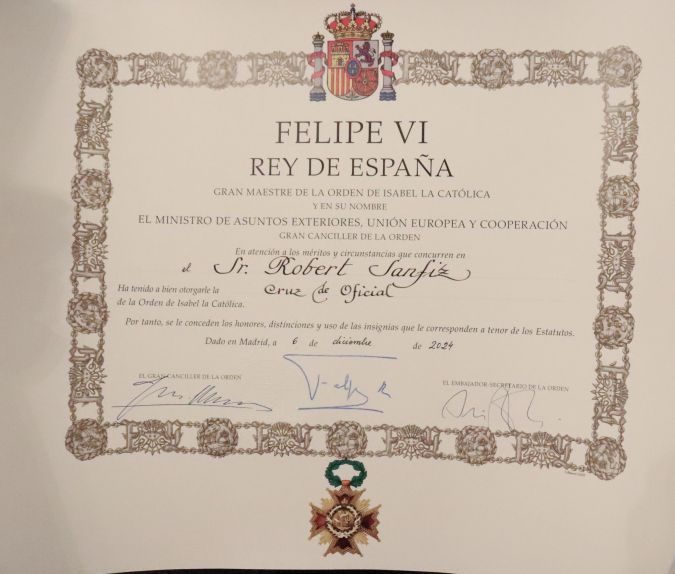 FELIPE VI
REY DE ESPAÑA
GRAN MAESTRE DE LA ORDEN DE ISABEL LA CATÓLICA
Y EN SU NOMBRE
EL MINISTRO DE ASUNTOS EXTERIORES, UNIÓN EUROPEA Y COOPERACIÓN
GRAN CANCILLER DE LA ORDEN
En atención a los méritos y circunstancias que concurren en
el Sr. Robert Sanfiz
Ha tenido a bien otorgarle la Cruz de Oficial
de la Orden de Isabel la Católica.
Por tanto, se le conceden los honores, distinciones y uso de las insignias que le corresponden a tenor de los Estatutos.
Dado en Madrid, a 6 de diciembre de 2024
EL GRAN CANCILLER DE LA ORDEN
EL EMBAJADOR-SECRETARIO DE LA ORDEN